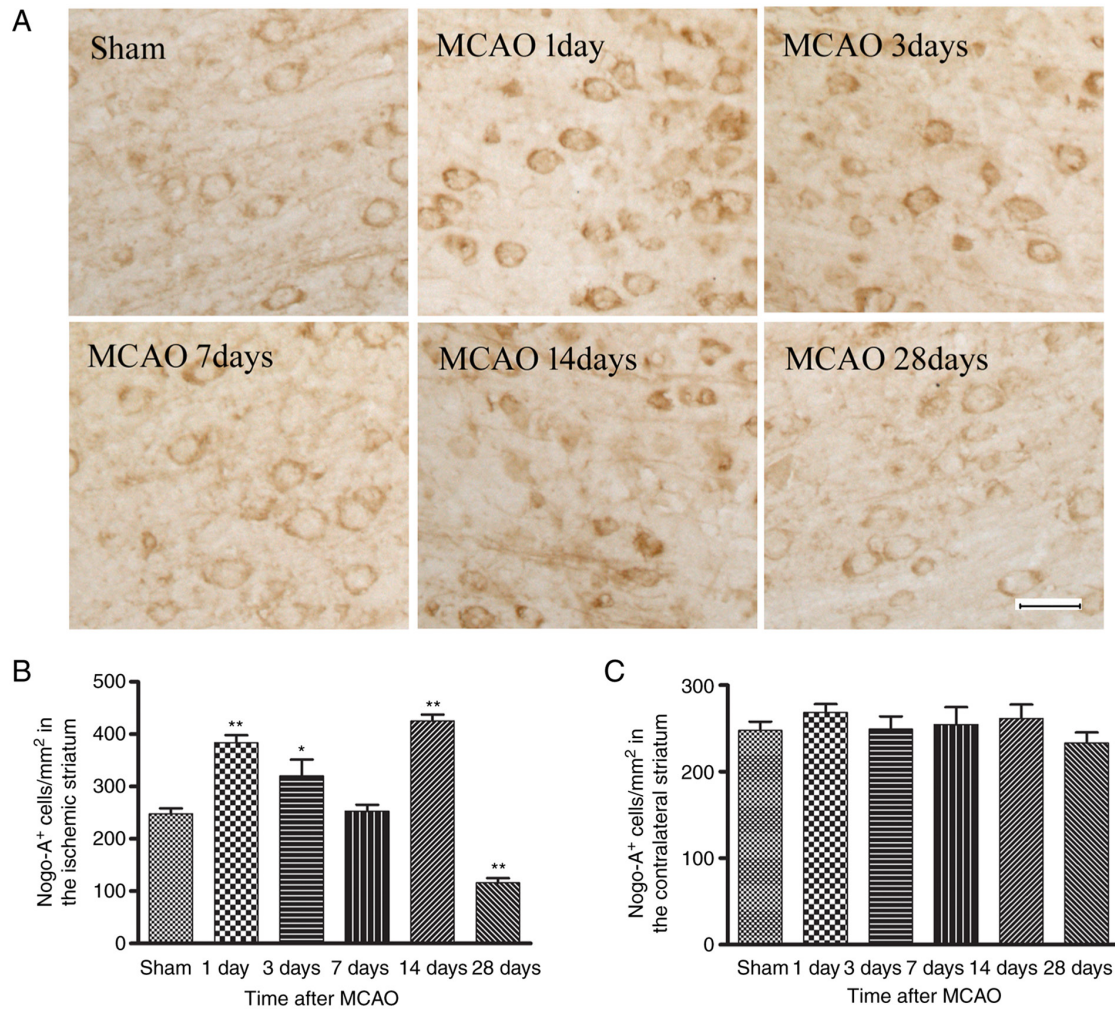 A
Sham
MCAO 1day
MCAO 3days
MCAO 7days
MCAO 14days
MCAO 28days
B
Nogo-A⁺ cells/mm² in
the ischemic striatum
500
400
300
200
100
0
**
*
**
**
Sham 1 day 3 days 7 days 14 days 28 days
Time after MCAO
C
Nogo-A⁺ cells/mm² in
the contralateral striatum
300
200
100
0
Sham 1 day 3 days 7 days 14 days 28 days
Time after MCAO